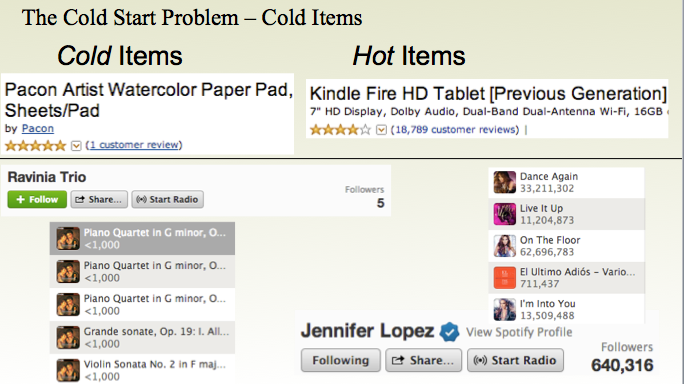 The Cold Start Problem – Cold Items
Cold Items
Hot Items
Pacon Artist Watercolor Paper Pad,
Sheets/Pad
by Pacon
(1 customer review)
Kindle Fire HD Tablet [Previous Generation]
7" HD Display, Dolby Audio, Dual-Band Dual-Antenna Wi-Fi, 16GB
(18,789 customer reviews) |
Ravinia Trio
+ Follow
Share...
Start Radio
Followers
5
Piano Quartet in G minor, O...
<1,000
Piano Quartet in G minor, O...
<1,000
Piano Quartet in G minor, O...
<1,000
Grande sonate, Op. 19: I. All...
<1,000
Violin Sonata No. 2 in F maj...
<1,000
Dance Again
33,211,302
Live It Up
11,204,873
On The Floor
62,696,783
El Ultimo Adiós – Vario...
711,437
I'm Into You
13,509,488
Jennifer Lopez
View Spotify Profile
Following
Share...
Start Radio
Followers
640,316